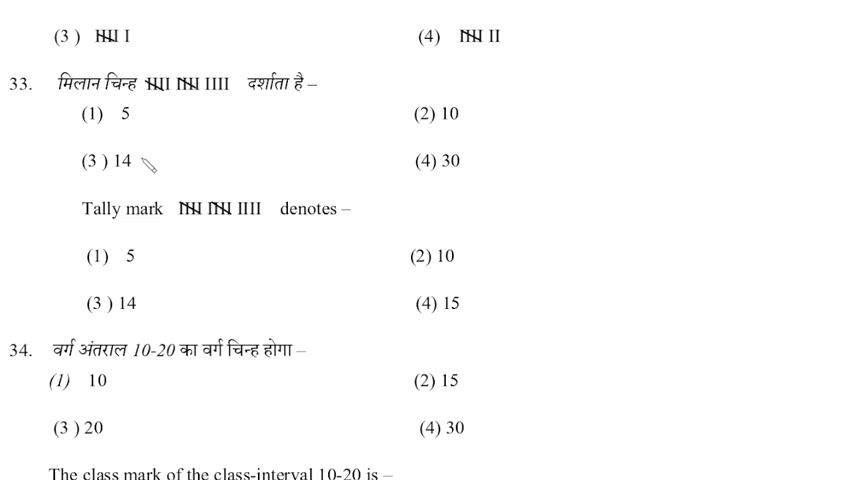 (3 ) 𝍸 I (4) 𝍸 II
33. मिलान चिन्ह 𝍸 𝍸 IIII दर्शाता है –
(1) 5 (2) 10
(3 ) 14 (4) 30
Tally mark 𝍸 𝍸 IIII denotes –
(1) 5 (2) 10
(3 ) 14 (4) 15
34. वर्ग अंतराल 10-20 का वर्ग चिन्ह होगा –
(1) 10 (2) 15
(3 ) 20 (4) 30
The class mark of the class-interval 10-20 is –